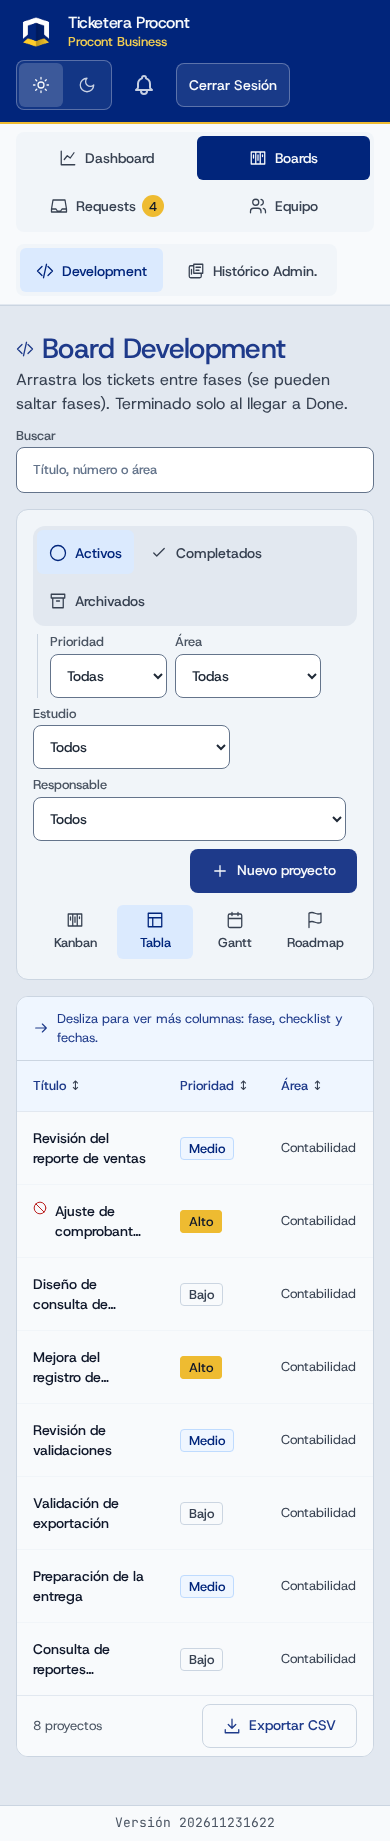 Ticketera Procont
Procont Business
Cerrar Sesión
Dashboard
Boards
Requests 4
Equipo
Development
Histórico Admin.
Board Development
Arrastra los tickets entre fases (se pueden
saltar fases). Terminado solo al llegar a Done.
Buscar
Título, número o área
Activos
Completados
Archivados
Prioridad
Área
Todas
Todas
Estudio
Todos
Responsable
Todos
Nuevo proyecto
Kanban
Tabla
Gantt
Roadmap
Desliza para ver más columnas: fase, checklist y
fechas.
Título ↕ Prioridad ↕ Área ↕
Revisión del
reporte de ventas
Medio
Contabilidad
Ajuste de
comprobant…
Alto
Contabilidad
Diseño de
consulta de…
Bajo
Contabilidad
Mejora del
registro de…
Alto
Contabilidad
Revisión de
validaciones
Medio
Contabilidad
Validación de
exportación
Bajo
Contabilidad
Preparación de la
entrega
Medio
Contabilidad
Consulta de
reportes…
Bajo
Contabilidad
8 proyectos
Exportar CSV
Versión 202611231622